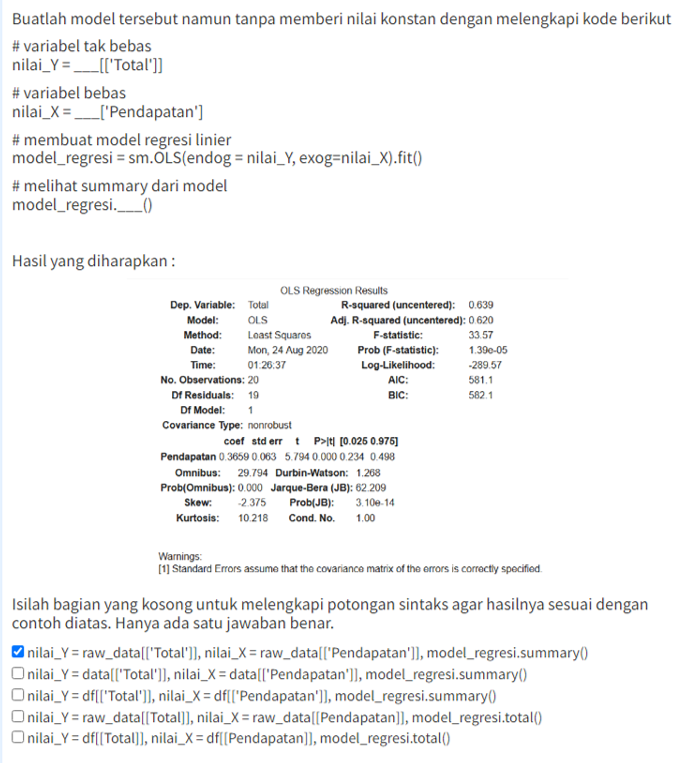 Buatlah model tersebut namun tanpa memberi nilai konstan dengan melengkapi kode berikut
# variabel tak bebas
nilai_Y = ___[['Total']]
# variabel bebas
nilai_X = ___['Pendapatan']
# membuat model regresi linier
model_regresi = sm.OLS(endog = nilai_Y, exog=nilai_X).fit()
# melihat summary dari model
model_regresi.___()
Hasil yang diharapkan :
OLS Regression Results
Dep. Variable: Total R-squared (uncentered): 0.639
Model: OLS Adj. R-squared (uncentered): 0.620
Method: Least Squares F-statistic: 33.57
Date: Mon, 24 Aug 2020 Prob (F-statistic): 1.39e-05
Time: 01:26:37 Log-Likelihood: -289.57
No. Observations: 20 AIC: 581.1
Df Residuals: 19 BIC: 582.1
Df Model: 1
Covariance Type: nonrobust
coef std err t P>|t| [0.025 0.975]
Pendapatan 0.3659 0.063 5.794 0.000 0.234 0.498
Omnibus: 29.794 Durbin-Watson: 1.268
Prob(Omnibus): 0.000 Jarque-Bera (JB): 62.209
Skew: -2.375 Prob(JB): 3.10e-14
Kurtosis: 10.218 Cond. No. 1.00
Warnings:
[1] Standard Errors assume that the covariance matrix of the errors is correctly specified.
Isilah bagian yang kosong untuk melengkapi potongan sintaks agar hasilnya sesuai dengan
contoh diatas. Hanya ada satu jawaban benar.
nilai_Y = raw_data[['Total']], nilai_X = raw_data[['Pendapatan']], model_regresi.summary()
nilai_Y = data[['Total']], nilai_X = data[['Pendapatan']], model_regresi.summary()
nilai_Y = df[['Total']], nilai_X = df[['Pendapatan']], model_regresi.summary()
nilai_Y = raw_data[[Total]], nilai_X = raw_data[[Pendapatan]], model_regresi.total()
nilai_Y = df[[Total]], nilai_X = df[[Pendapatan]], model_regresi.total()